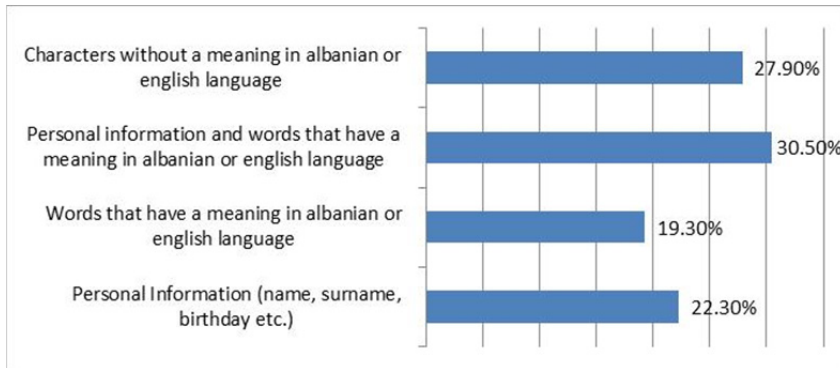 Characters without a meaning in albanian or
english language
27.90%
Personal information and words that have a
meaning in albanian or english language
30.50%
Words that have a meaning in albanian or
english language
19.30%
Personal Information (name, surname,
birthday etc.)
22.30%